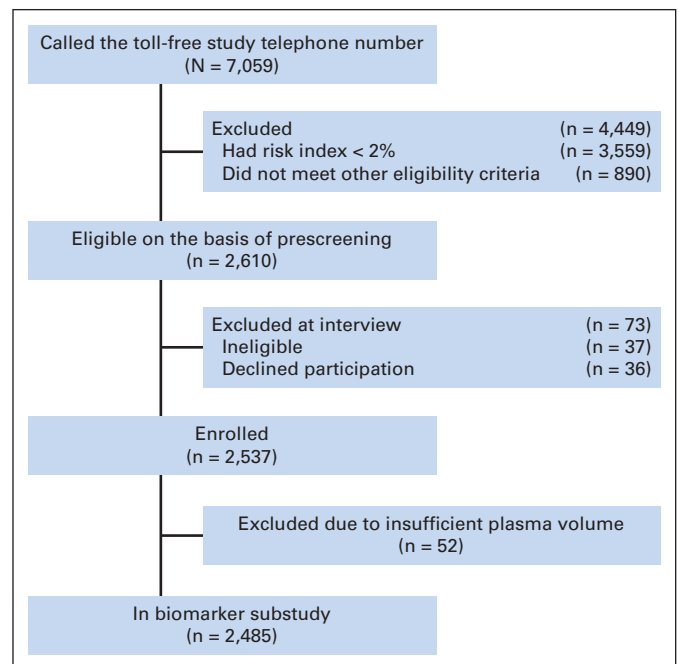 Called the toll-free study telephone number
(N = 7,059)
Excluded (n = 4,449)
Had risk index < 2% (n = 3,559)
Did not meet other eligibility criteria (n = 890)
Eligible on the basis of prescreening
(n = 2,610)
Excluded at interview (n = 73)
Ineligible (n = 37)
Declined participation (n = 36)
Enrolled
(n = 2,537)
Excluded due to insufficient plasma volume
(n = 52)
In biomarker substudy
(n = 2,485)